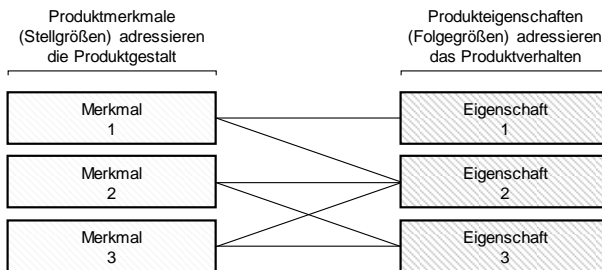 Produktmerkmale
(Stellgrößen) adressieren
die Produktgestalt
Produkteigenschaften
(Folgegrößen) adressieren
das Produktverhalten
Merkmal
1
Eigenschaft
1
Merkmal
2
Eigenschaft
2
Merkmal
3
Eigenschaft
3